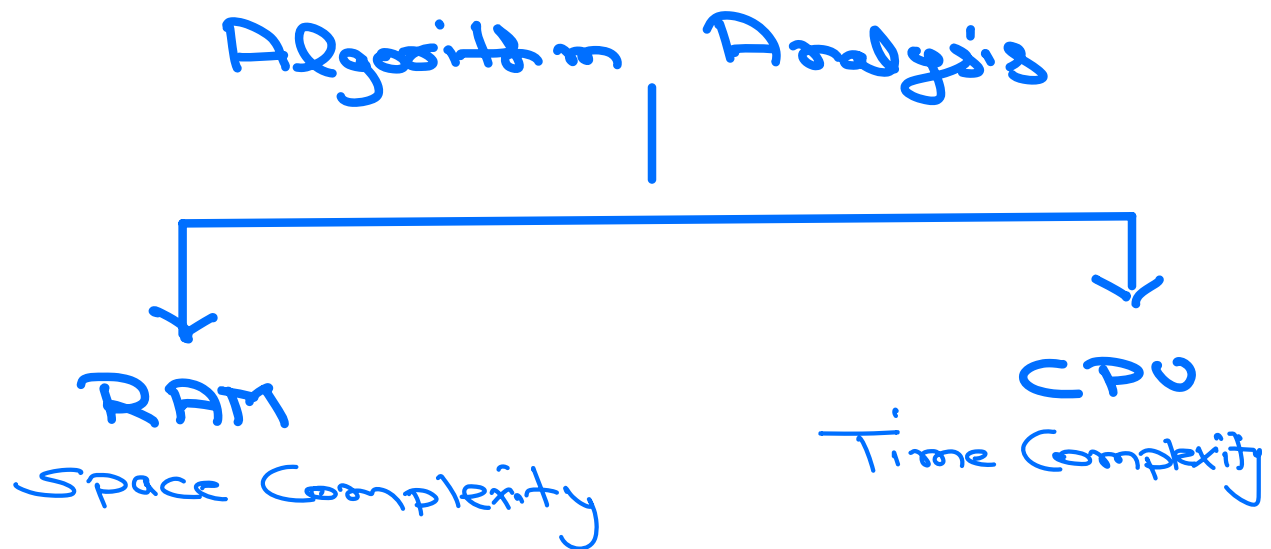 Algorithm Analysis
RAM
CPU
Space Complexity
Time Complexity